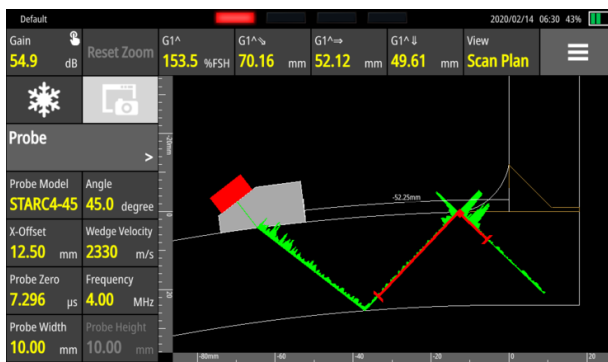 Default 2020/02/14 06:30 43%
Gain G1^ G1^⇘ G1^⇒ G1^⇓ View
54.9 dB Reset Zoom 153.5 %FSH 70.16 mm 52.12 mm 49.61 mm Scan Plan
Probe
>
Probe Model Angle
STARC4-45 45.0 degree
X-Offset Wedge Velocity
12.50 mm 2330 m/s
Probe Zero Frequency
7.296 µs 4.00 MHz
Probe Width Probe Height
10.00 mm 10.00 mm
-20mm
0
20
-52.25mm
-80mm -60 -40 -20 0 20